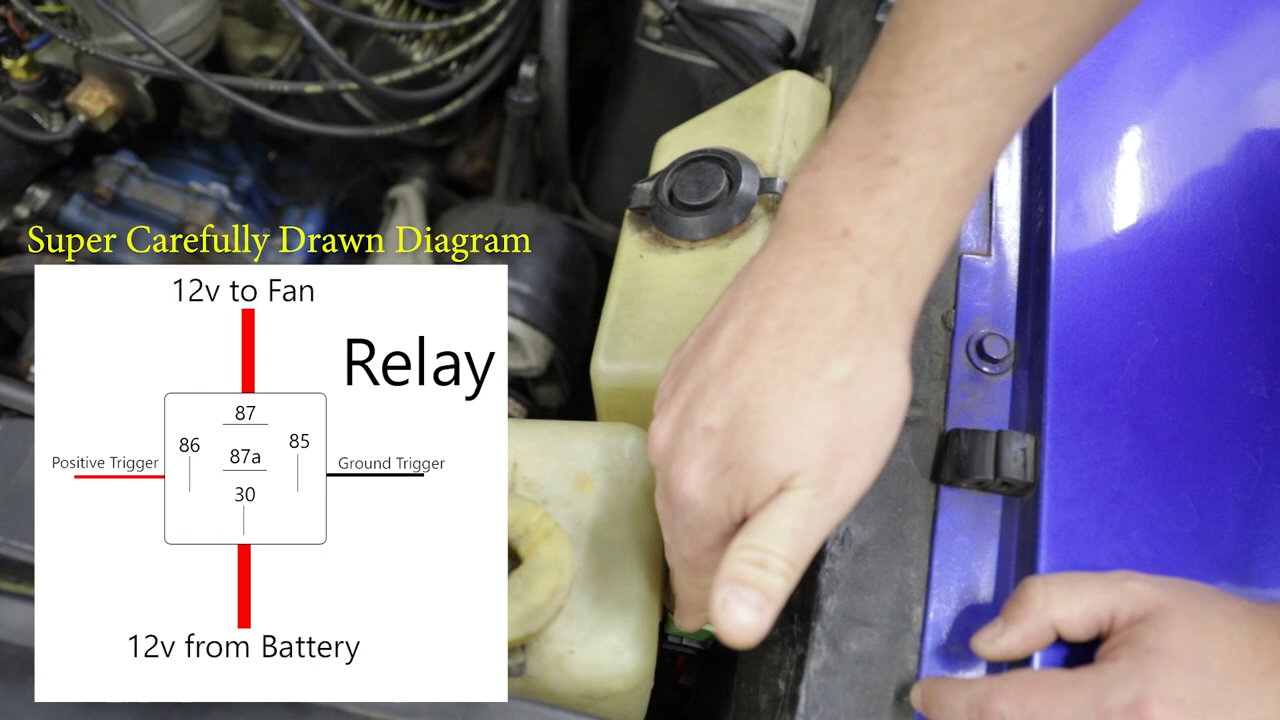 Super Carefully Drawn Diagram
12v to Fan
Relay
87
86
85
87a
Positive Trigger
Ground Trigger
30
12v from Battery